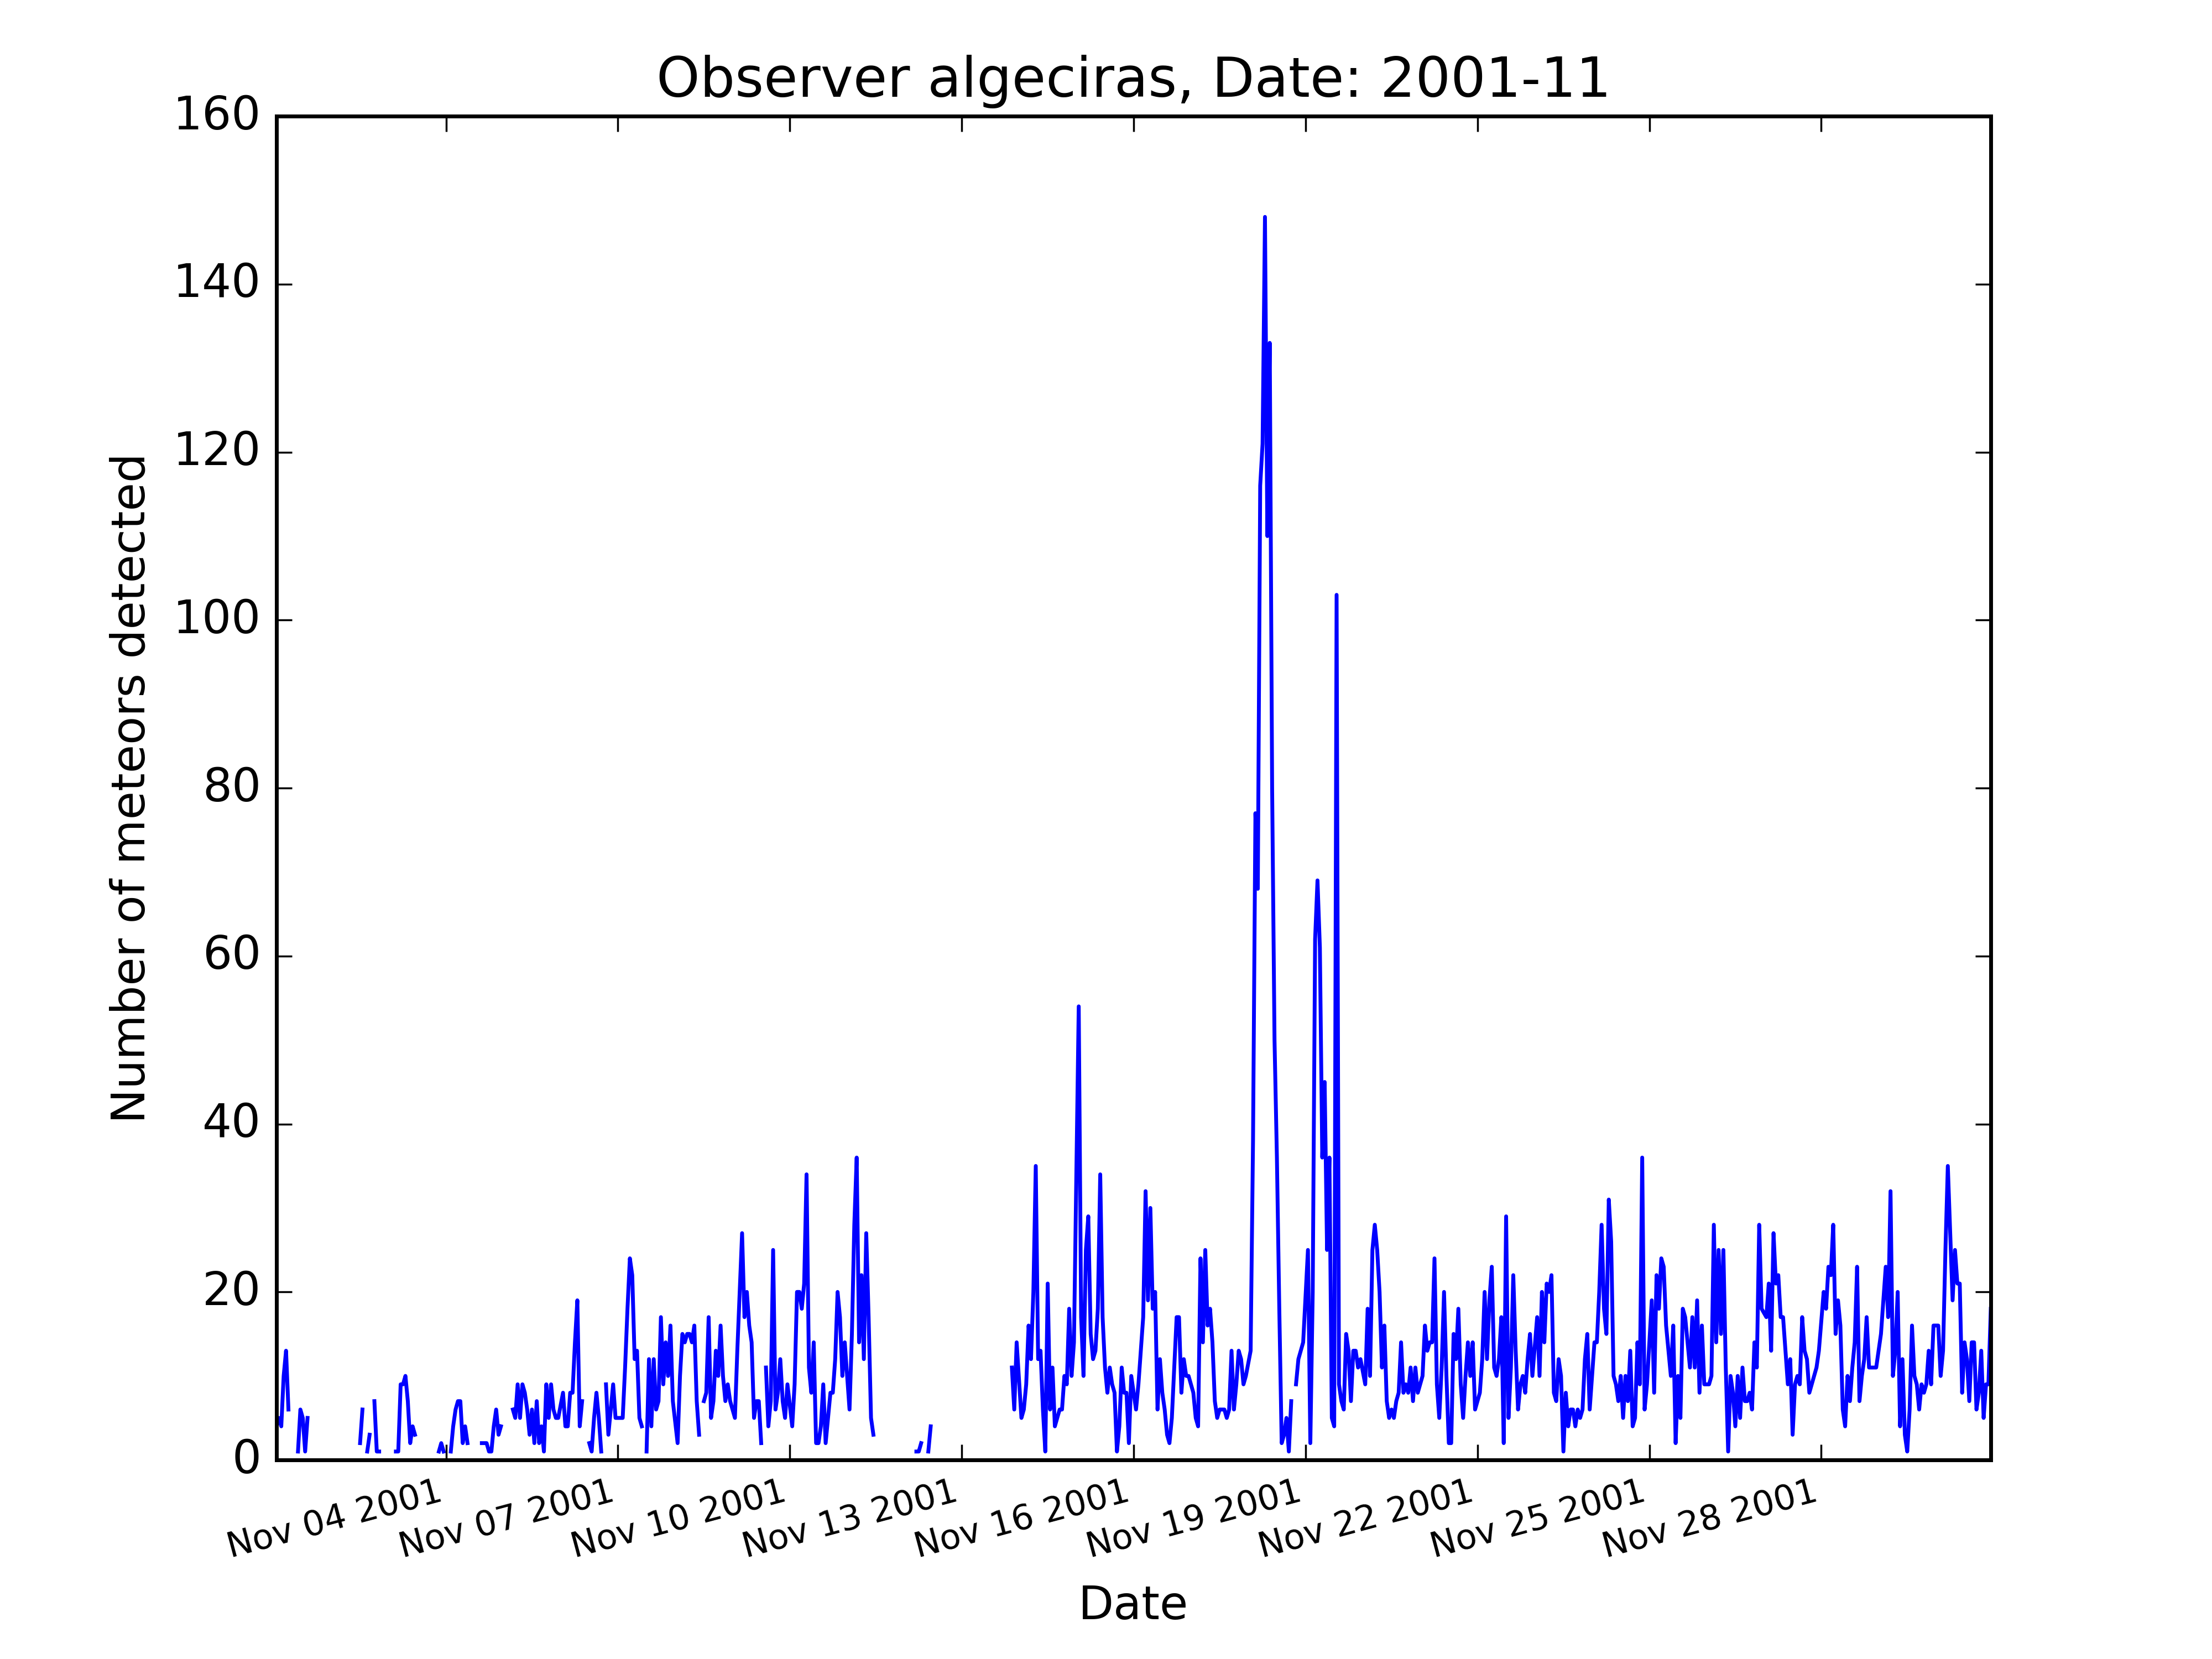 Observer algeciras, Date: 2001-11
160
140
120
100
80
60
40
20
0
Number of meteors detected
Nov 04 2001
Nov 07 2001
Nov 10 2001
Nov 13 2001
Nov 16 2001
Nov 19 2001
Nov 22 2001
Nov 25 2001
Nov 28 2001
Date